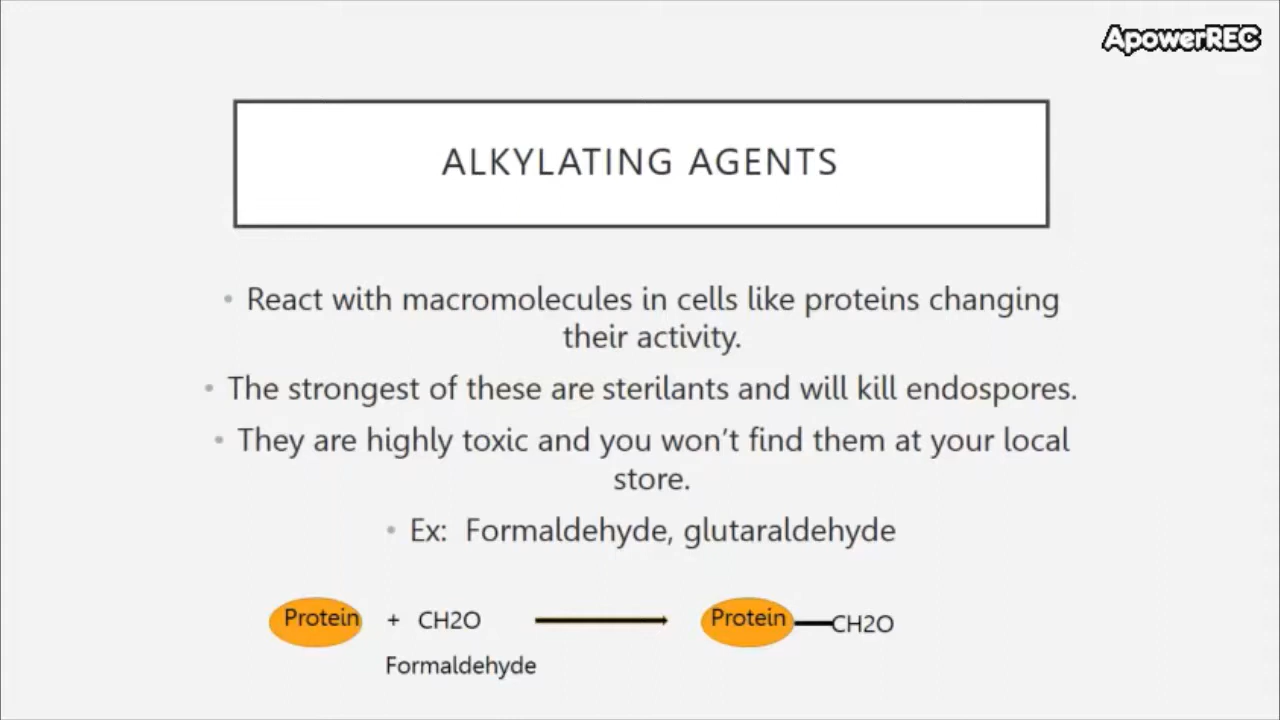 ApowerREC
ALKYLATING AGENTS
• React with macromolecules in cells like proteins changing
their activity.
• The strongest of these are sterilants and will kill endospores.
• They are highly toxic and you won’t find them at your local
store.
• Ex:  Formaldehyde, glutaraldehyde
Protein + CH2O Protein CH2O
Formaldehyde